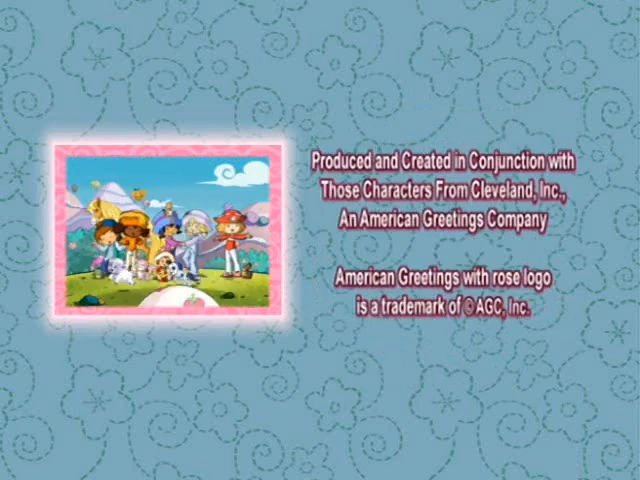 Produced and Created in Conjunction with
Those Characters From Cleveland, Inc.,
An American Greetings Company
American Greetings with rose logo
is a trademark of © AGC, Inc.